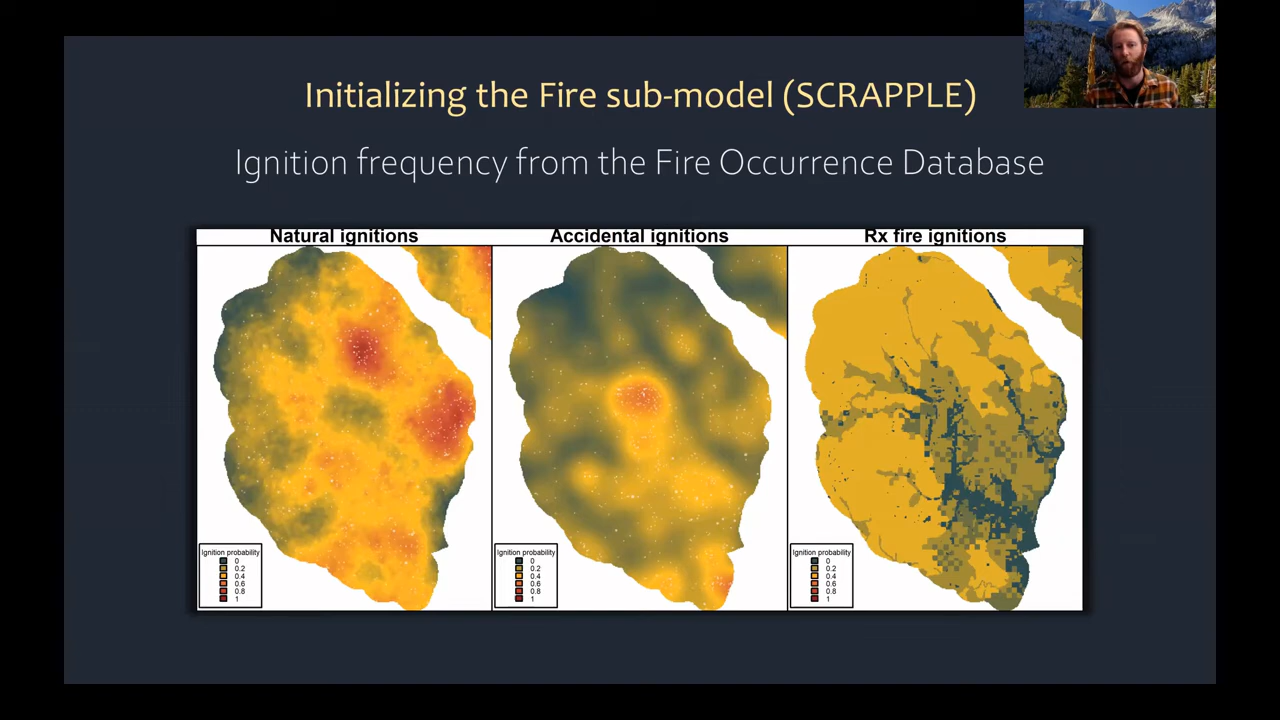 Initializing the Fire sub-model (SCRAPPLE)
Ignition frequency from the Fire Occurrence Database
Natural ignitions
Accidental ignitions
Rx fire ignitions
Ignition probability
0
0.2
0.4
0.6
0.8
1
Ignition probability
0
0.2
0.4
0.6
0.8
1
Ignition probability
0
0.2
0.4
0.6
0.8
1